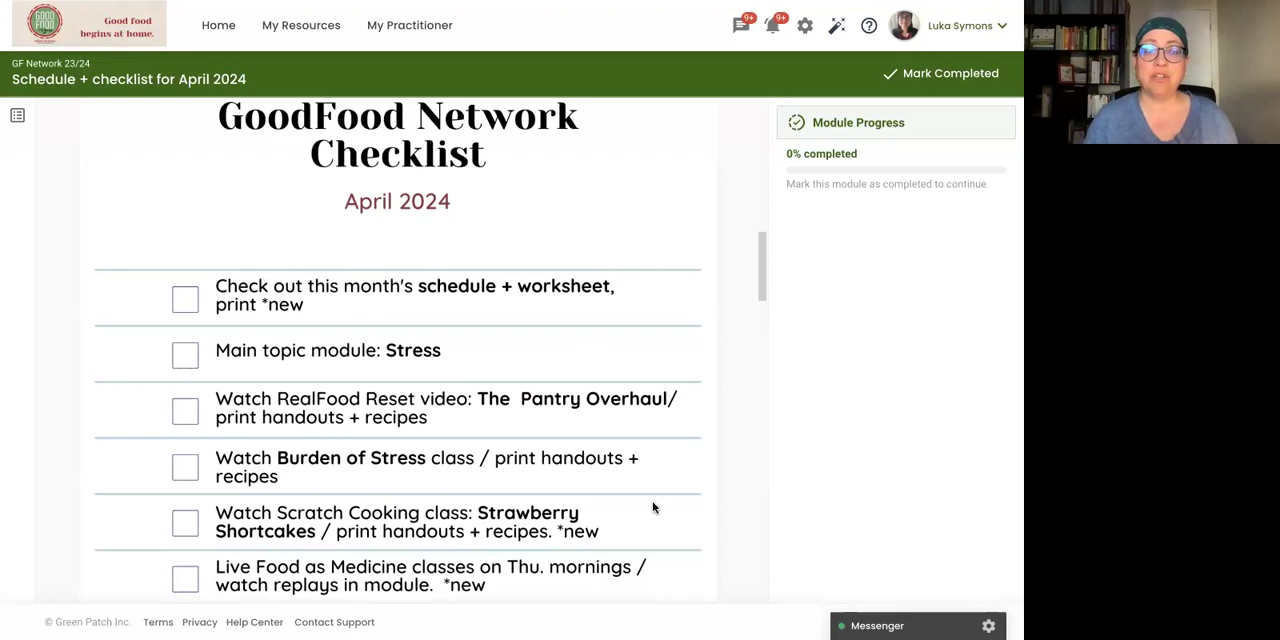 GOOD
FOOD
Good food
begins at home.
Home
My Resources
My Practitioner
9+
9+
Luka Symons
GF Network 23/24
Schedule + checklist for April 2024
Mark Completed
GoodFood Network
Checklist
April 2024
Check out this month's schedule + worksheet,
print *new
Main topic module: Stress
Watch RealFood Reset video: The Pantry Overhaul/
print handouts + recipes
Watch Burden of Stress class / print handouts +
recipes
Watch Scratch Cooking class: Strawberry
Shortcakes / print handouts + recipes. *new
Live Food as Medicine classes on Thu. mornings /
watch replays in module. *new
Module Progress
0% completed
Mark this module as completed to continue.
© Green Patch Inc.
Terms
Privacy
Help Center
Contact Support
Messenger